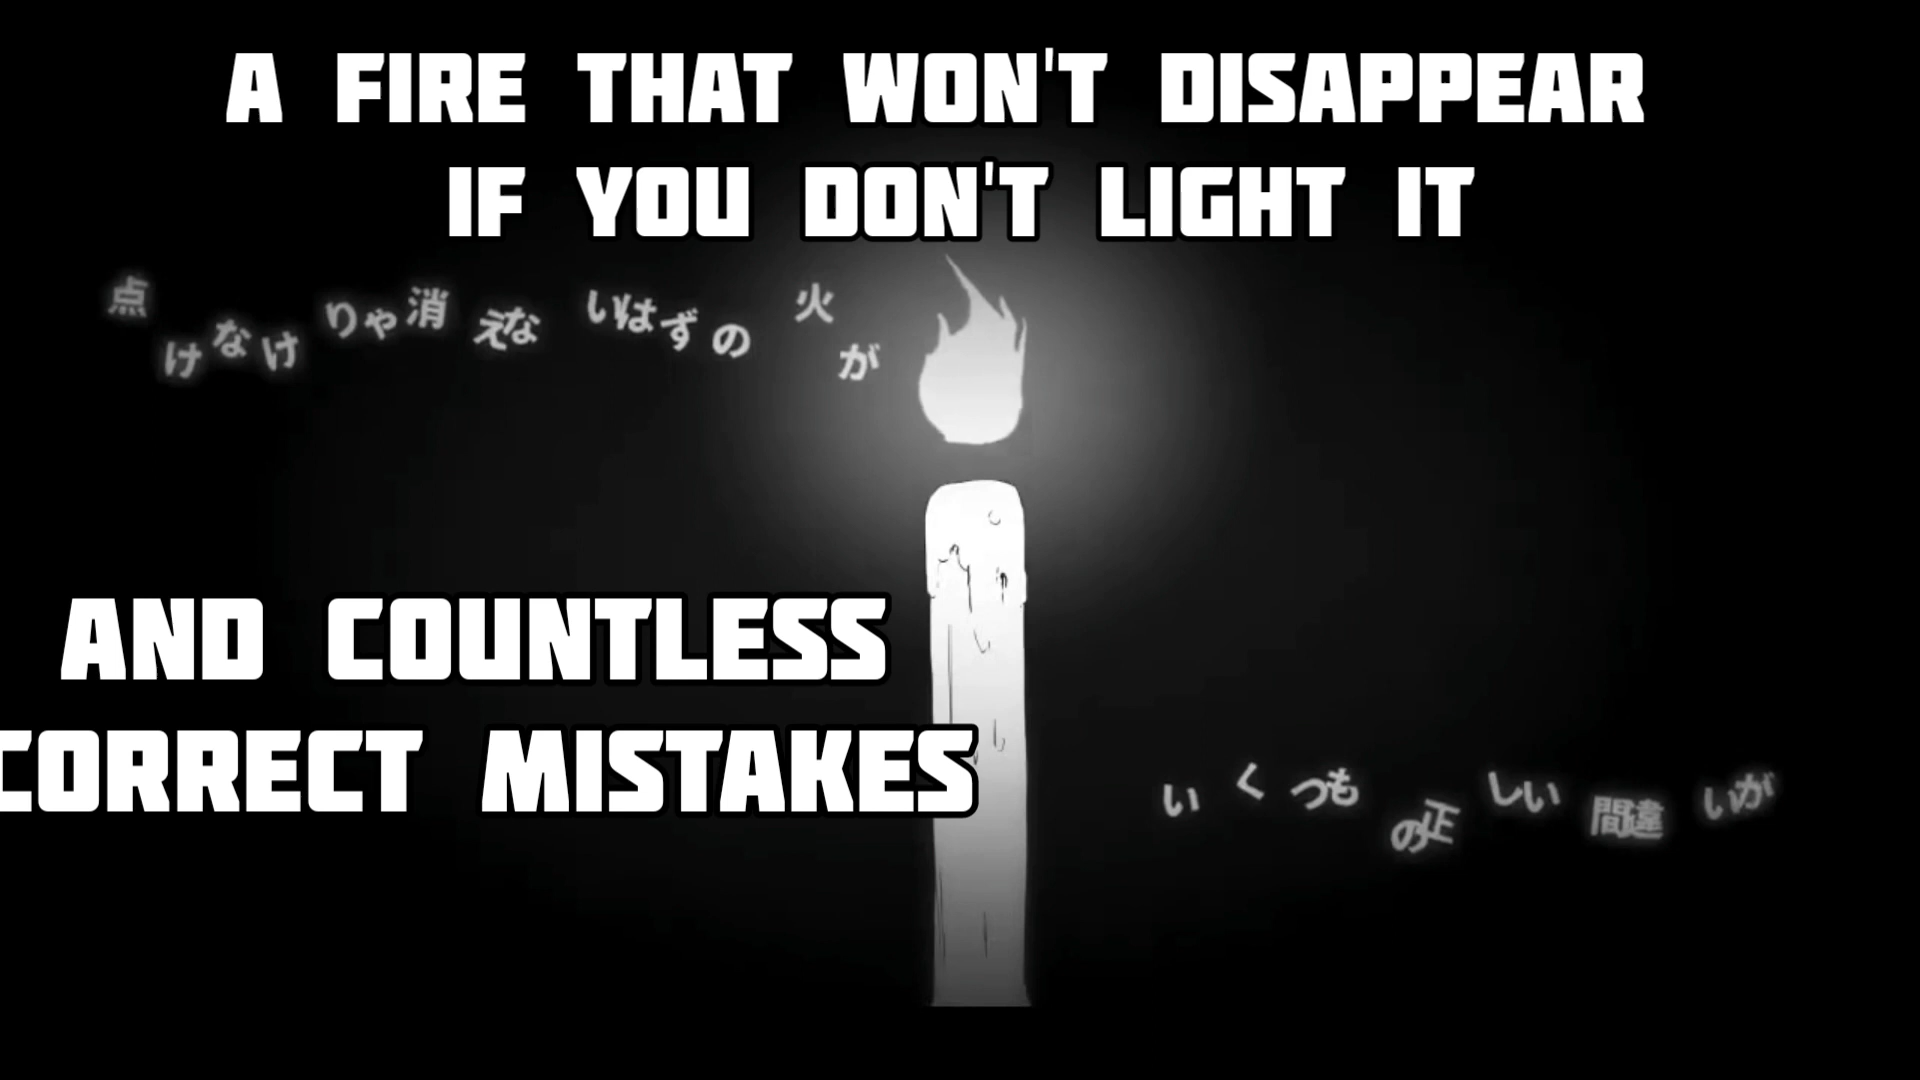 A FIRE THAT WON'T DISAPPEAR
IF YOU DON'T LIGHT IT
点けなけりゃ消えないはずの火が
AND COUNTLESS
CORRECT MISTAKES
いくつもの正しい間違いが